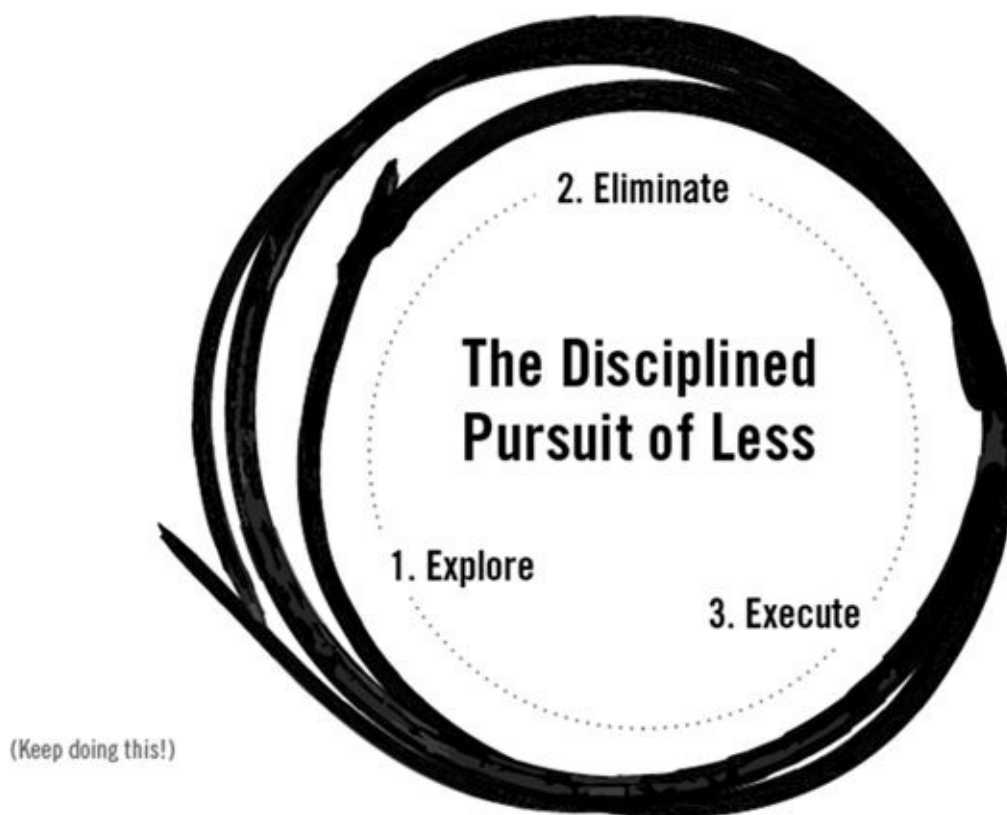 2. Eliminate
The Disciplined
Pursuit of Less
1. Explore
3. Execute
(Keep doing this!)